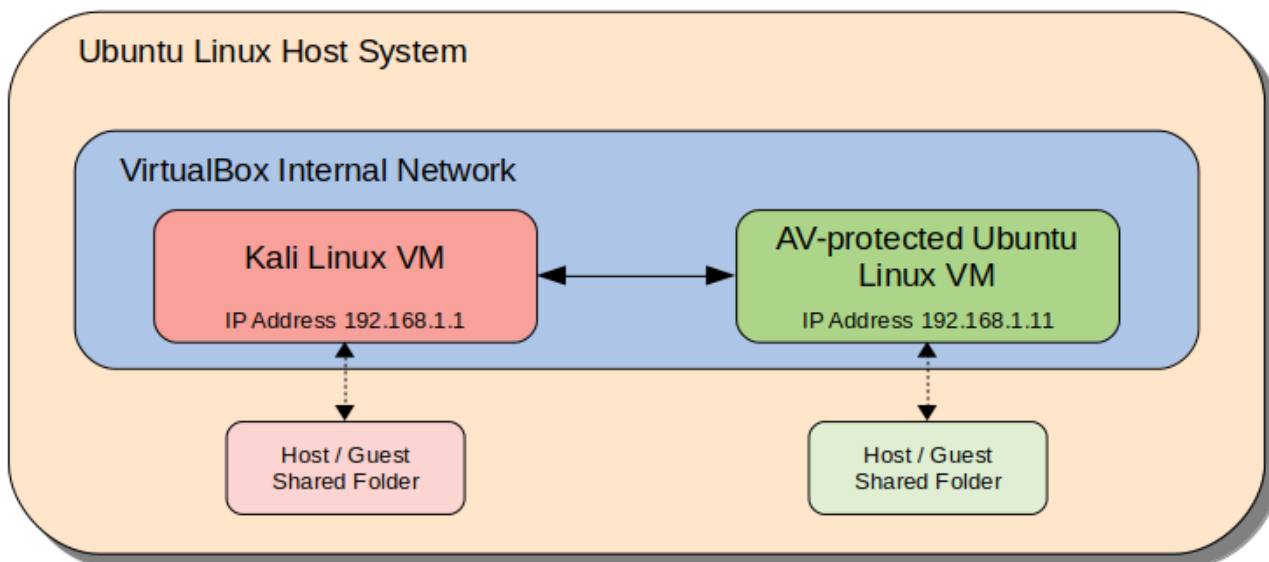 Ubuntu Linux Host System
VirtualBox Internal Network
Kali Linux VM
IP Address 192.168.1.1
AV-protected Ubuntu
Linux VM
IP Address 192.168.1.11
Host / Guest
Shared Folder
Host / Guest
Shared Folder